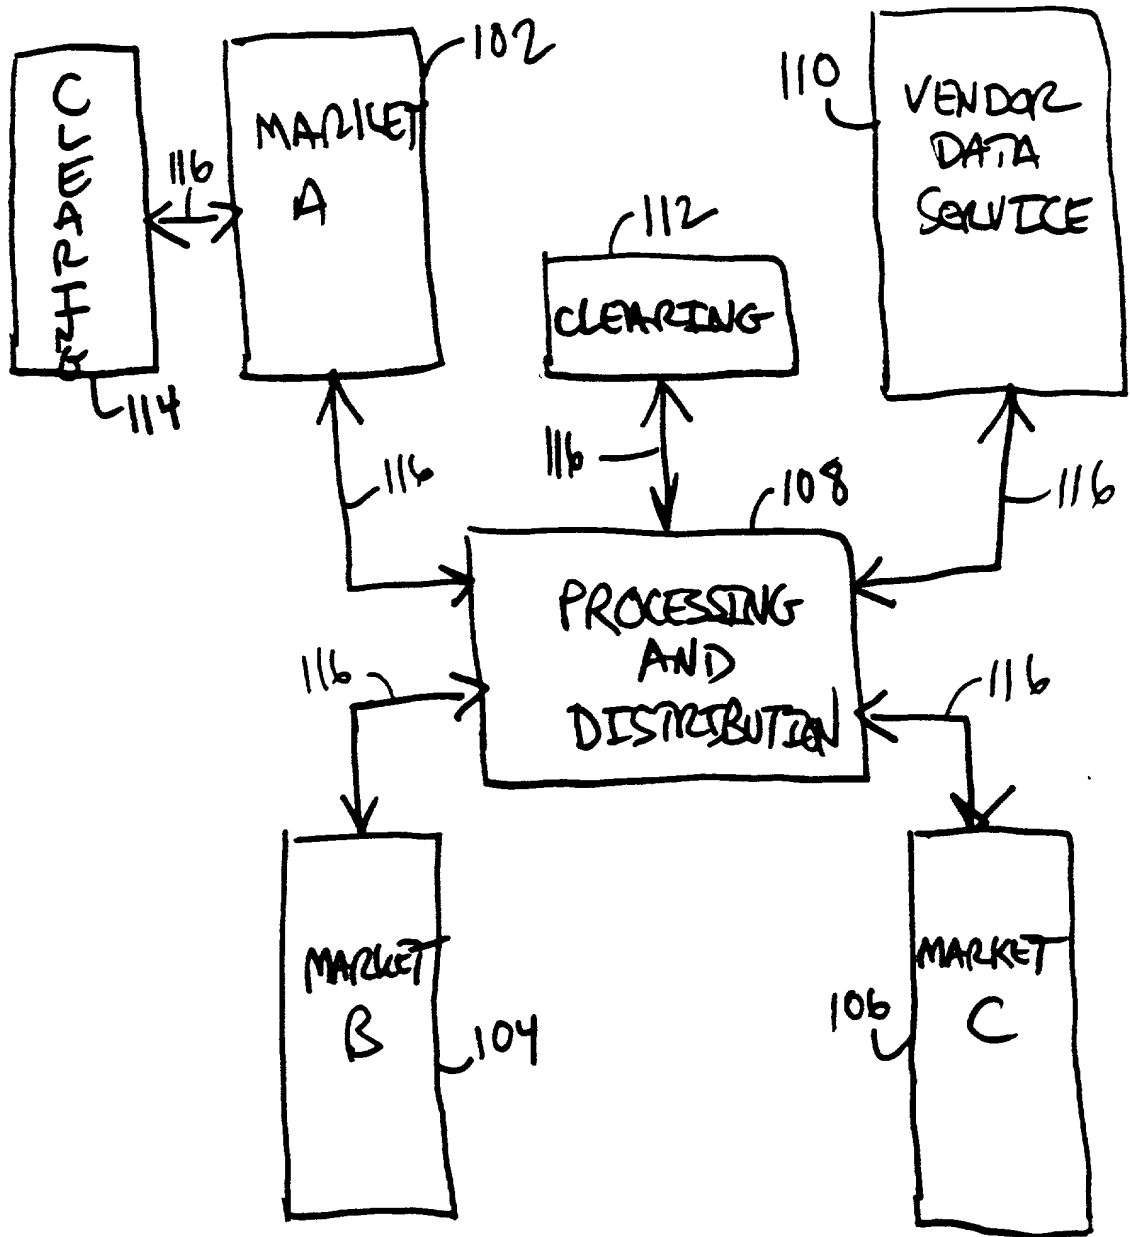 102
110
MARKET
A
VENDOR
DATA
SERVICE
CLEARING
116
112
CLEARING
114
116
116
108
116
PROCESSING
AND
DISTRIBUTION
116
116
MARKET
B
104
MARKET
C
106